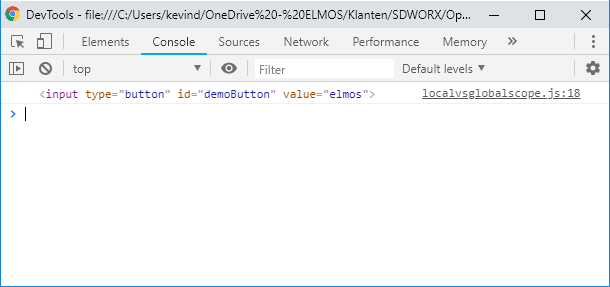 DevTools - file:///C:/Users/kevind/OneDrive%20-%20ELMOS/Klanten/SDWORX/Op...
Elements Console Sources Network Performance Memory »
top Filter Default levels
<input type="button" id="demoButton" value="elmos"> localvsglobalscope.js:18
>